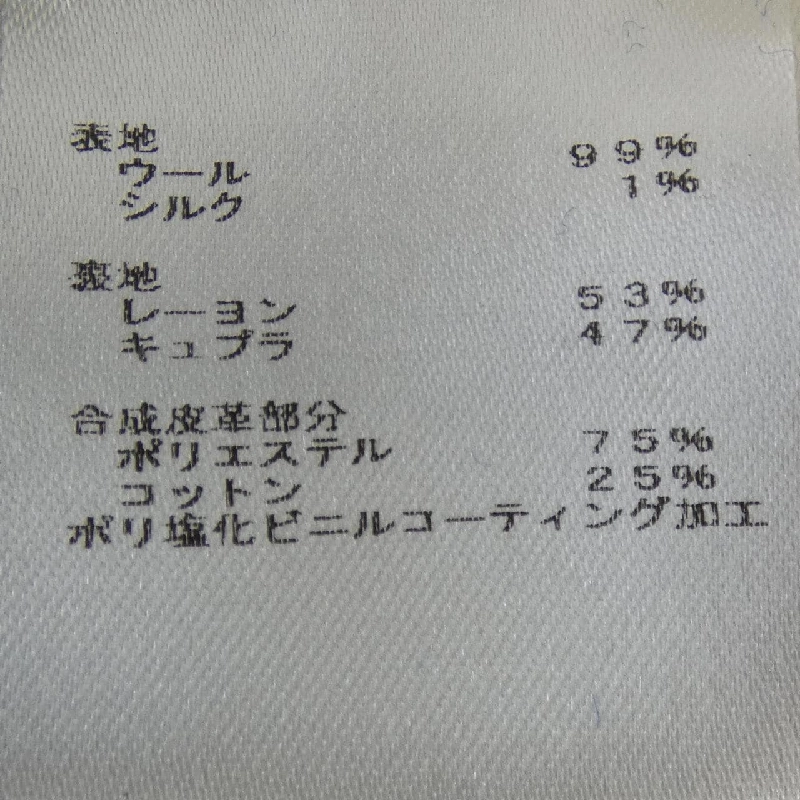 表地
ウール 99%
シルク 1%
裏地
レーヨン 53%
キュプラ 47%
合成皮革部分
ポリエステル 75%
コットン 25%
ポリ塩化ビニルコーティング加工